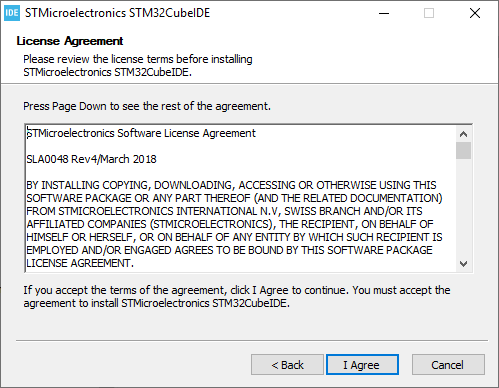 IDE STMicroelectronics STM32CubeIDE
License Agreement
Please review the license terms before installing
STMicroelectronics STM32CubeIDE.
Press Page Down to see the rest of the agreement.
STMicroelectronics Software License Agreement
SLA0048 Rev4/March 2018
BY INSTALLING COPYING, DOWNLOADING, ACCESSING OR OTHERWISE USING THIS
SOFTWARE PACKAGE OR ANY PART THEREOF (AND THE RELATED DOCUMENTATION)
FROM STMICROELECTRONICS INTERNATIONAL N.V, SWISS BRANCH AND/OR ITS
AFFILIATED COMPANIES (STMICROELECTRONICS), THE RECIPIENT, ON BEHALF OF
HIMSELF OR HERSELF, OR ON BEHALF OF ANY ENTITY BY WHICH SUCH RECIPIENT IS
EMPLOYED AND/OR ENGAGED AGREES TO BE BOUND BY THIS SOFTWARE PACKAGE
LICENSE AGREEMENT.
If you accept the terms of the agreement, click I Agree to continue. You must accept the
agreement to install STMicroelectronics STM32CubeIDE.
< Back I Agree Cancel